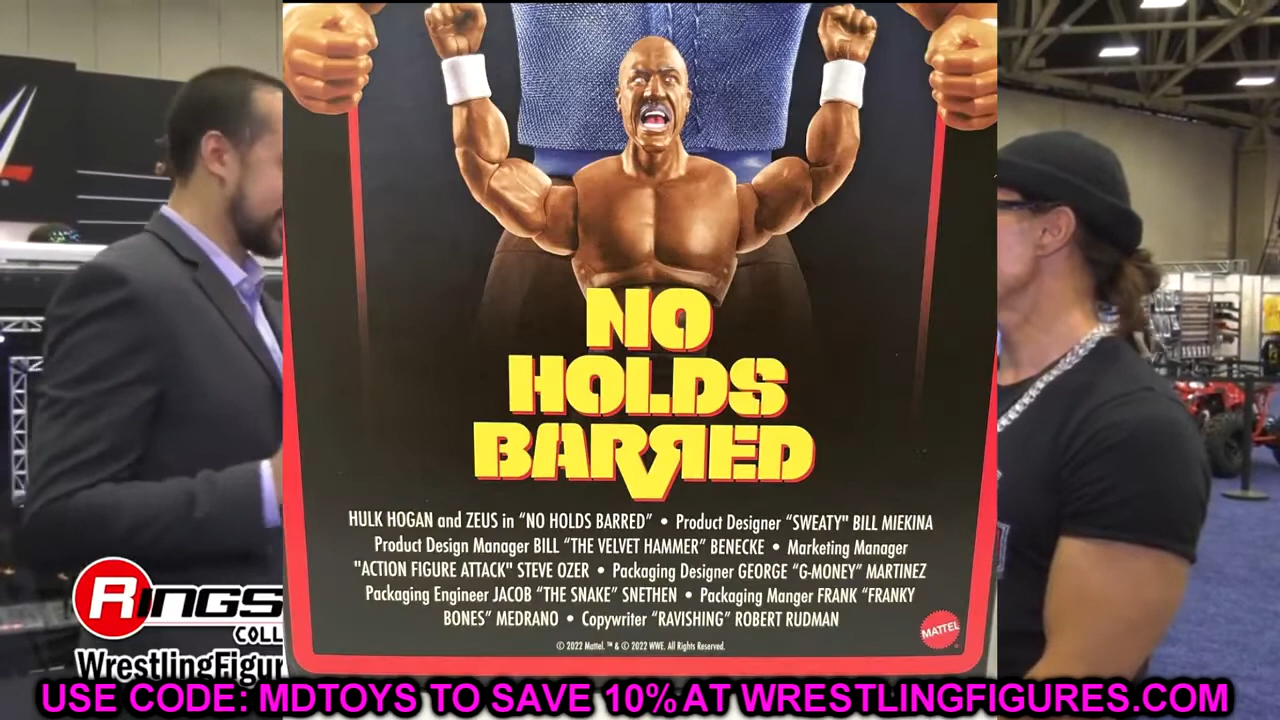 NO
HOLDS
BARRED
HULK HOGAN and ZEUS in "NO HOLDS BARRED" • Product Designer "SWEATY" BILL MIEKINA
Product Design Manager BILL "THE VELVET HAMMER" BENECKE • Marketing Manager
"ACTION FIGURE ATTACK" STEVE OZER • Packaging Designer GEORGE "G-MONEY" MARTINEZ
Packaging Engineer JACOB "THE SNAKE" SNETHEN • Packaging Manger FRANK "FRANKY
BONES" MEDRANO • Copywriter "RAVISHING" ROBERT RUDMAN
MATTEL
© 2022 Mattel. ™ & © 2022 WWE. All Rights Reserved.
RINGS
COLL
WrestlingFigur
USE CODE: MDTOYS TO SAVE 10% AT WRESTLINGFIGURES.COM